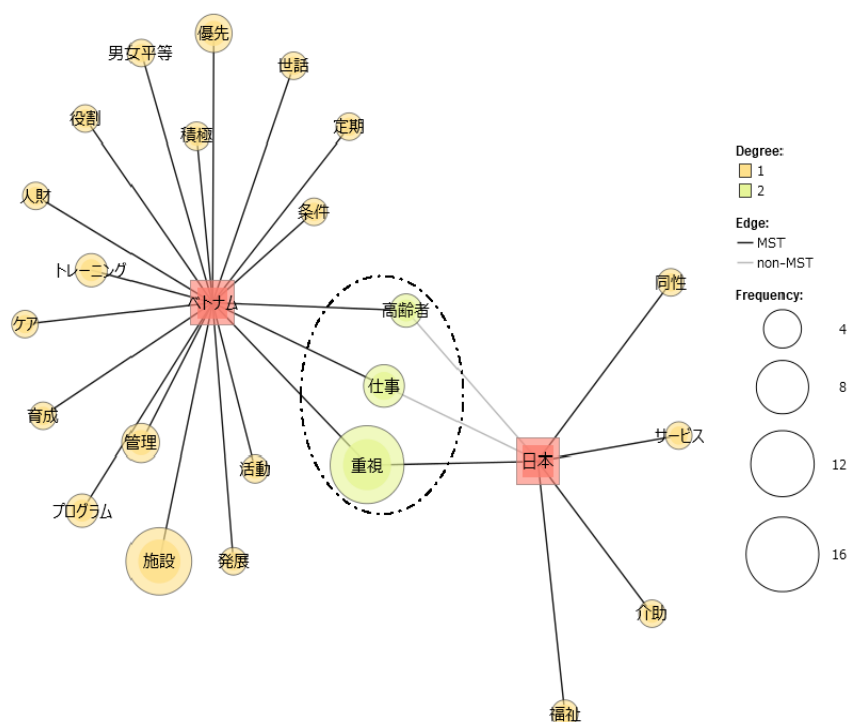 優先
男女平等
世話
役割
積極
定期
人財
条件
トレーニング
ベトナム
高齢者
同性
ケア
仕事
育成
管理
活動
重視
日本
サービス
プログラム
施設
発展
介助
福祉
Degree:
1
2
Edge:
MST
non-MST
Frequency:
4
8
12
16